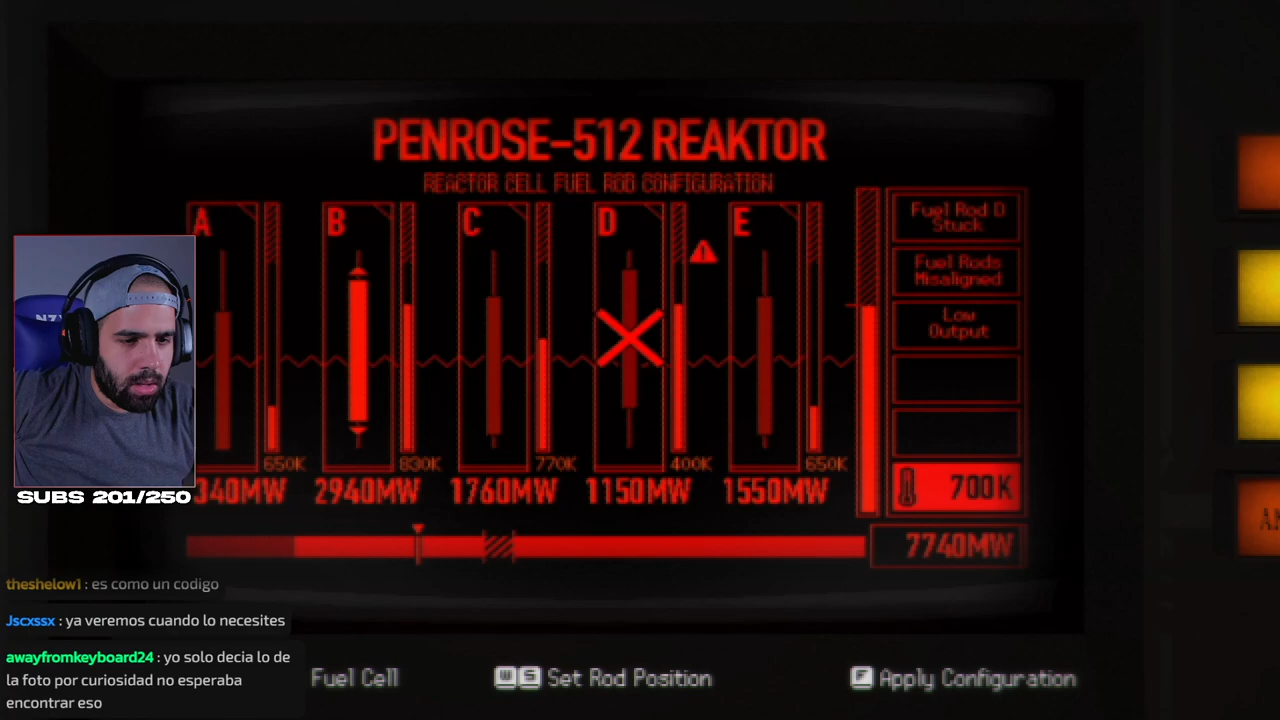 PENROSE-512 REAKTOR
REACTOR CELL FUEL ROD CONFIGURATION
A
B
C
D
E
Fuel Rod D
Stuck
Fuel Rods
Misaligned
Low
Output
650K
830K
770K
400K
650K
700K
340MW
2940MW
1760MW
1150MW
1550MW
7740MW
SUBS 201/250
theshelow1 : es como un codigo
Jscxssx : ya veremos cuando lo necesites
awayfromkeyboard24 : yo solo decia lo de
la foto por curiosidad no esperaba
encontrar eso
Fuel Cell
W S Set Rod Position
F Apply Configuration